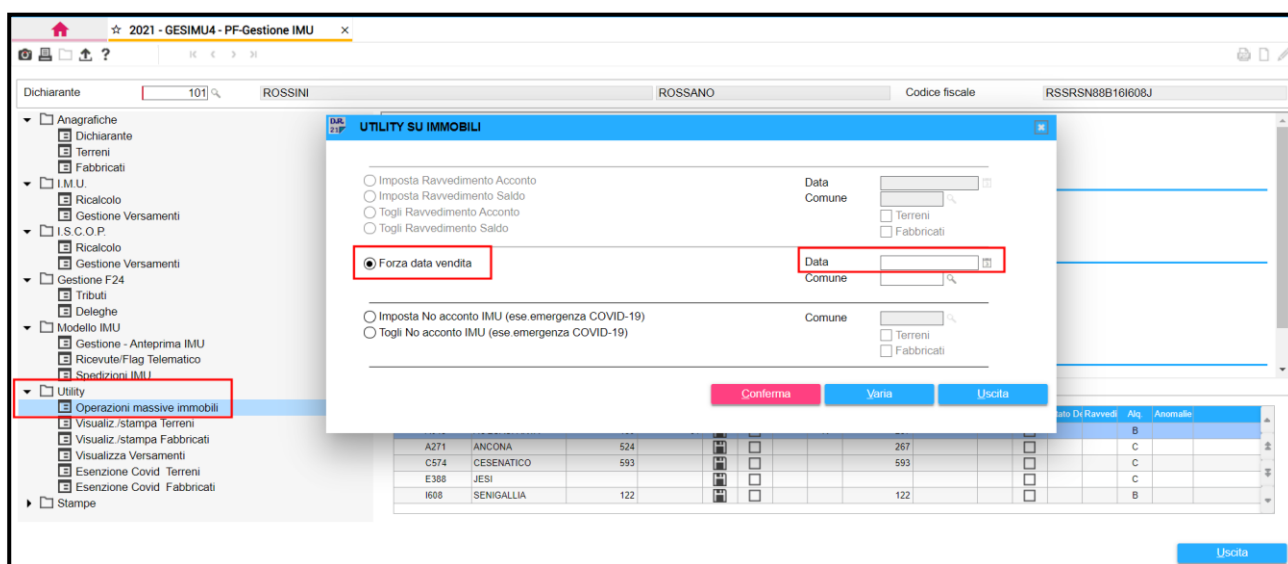 ☆ 2021 - GESIMU4 - PF-Gestione IMU ×
?
Dichiarante 101 ROSSINI ROSSANO Codice fiscale RSSRSN88B16I608J
Anagrafiche
Dichiarante
Terreni
Fabbricati
I.M.U.
Ricalcolo
Gestione Versamenti
I.S.C.O.P.
Ricalcolo
Gestione Versamenti
Gestione F24
Tributi
Deleghe
Modello IMU
Gestione - Anteprima IMU
Ricevute/Flag Telematico
Spedizioni IMU
Utility
Operazioni massive immobili
Visualiz./stampa Terreni
Visualiz./stampa Fabbricati
Visualizza Versamenti
Esenzione Covid Terreni
Esenzione Covid Fabbricati
Stampe
UTILITY SU IMMOBILI
Imposta Ravvedimento Acconto Data
Imposta Ravvedimento Saldo Comune
Togli Ravvedimento Acconto Terreni
Togli Ravvedimento Saldo Fabbricati
Forza data vendita Data
Comune
Imposta No acconto IMU (ese.emergenza COVID-19) Comune
Togli No acconto IMU (ese.emergenza COVID-19) Terreni
Fabbricati
Conferma Varia Uscita
Ravvedi Alq. Anomalie
B
A271 ANCONA 524 267 C
C574 CESENATICO 593 593 C
E388 JESI C
I608 SENIGALLIA 122 122 B
Uscita